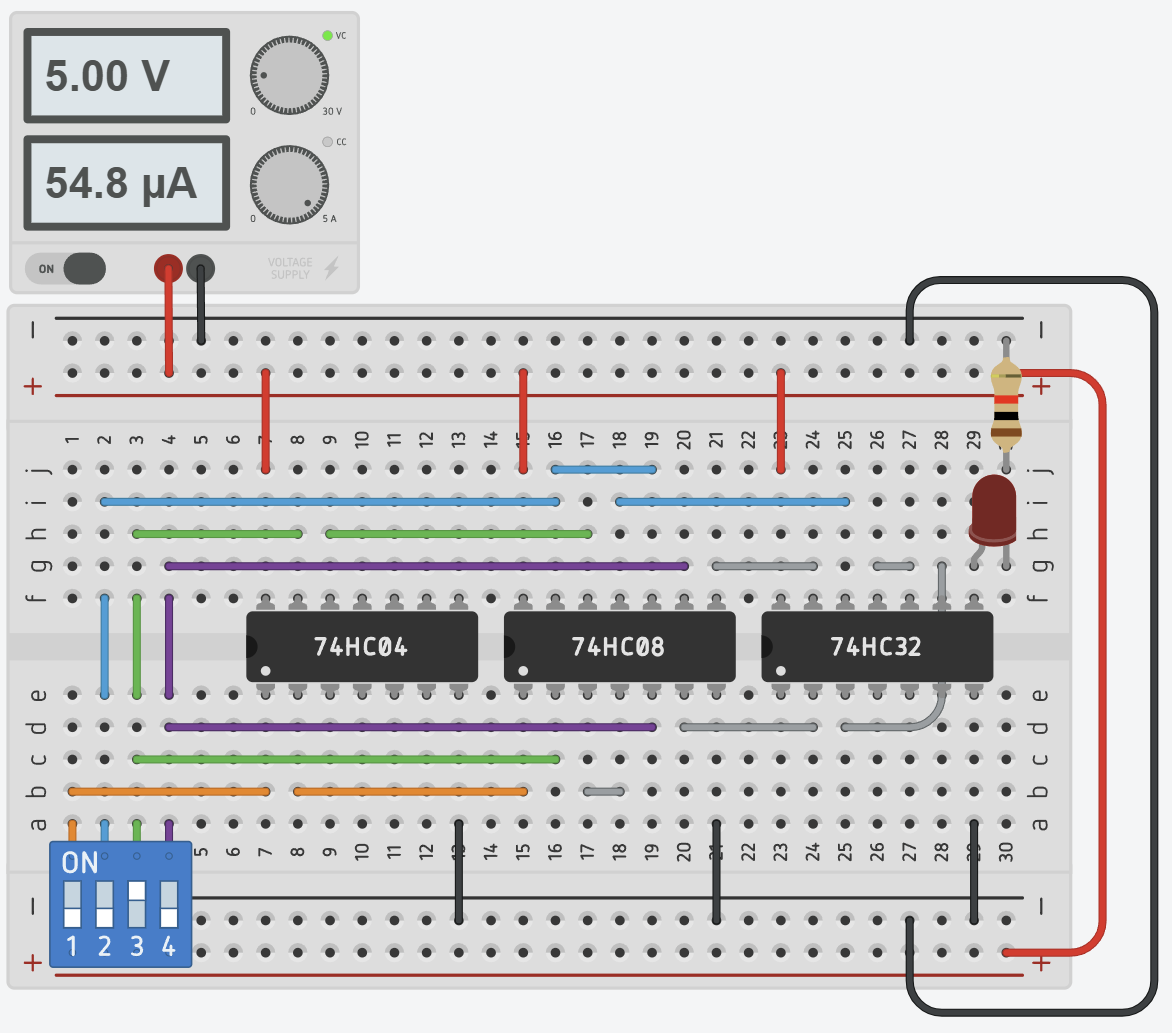 5.00 V
VC
0 30 V
54.8 µA
CC
0 5 A
ON
VOLTAGE
SUPPLY
− −
+ +
1 2 3 4 5 6 7 8 9 10 11 12 13 14 15 16 17 18 19 20 21 22 23 24 25 26 27 28 29
j j
i i
h h
g g
f f
74HC04 74HC08 74HC32
e e
d d
c c
b b
a a
5 6 7 8 9 10 11 12 13 14 15 16 17 18 19 20 21 22 23 24 25 26 27 28 29 30
ON
− −
1 2 3 4
+ +